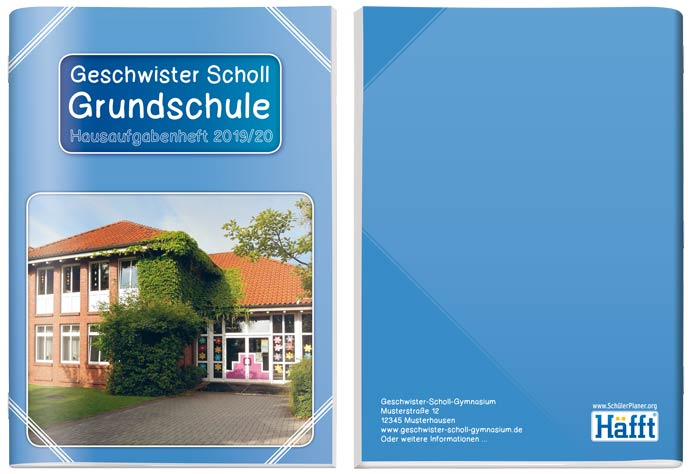 Geschwister Scholl
Grundschule
Hausaufgabenheft 2019/20
Geschwister-Scholl-Gymnasium
Musterstraße 12
12345 Musterhausen
www.geschwister-scholl-gymnasium.de
Oder weitere Informationen ...
www.SchülerPlaner.org
Häfft®